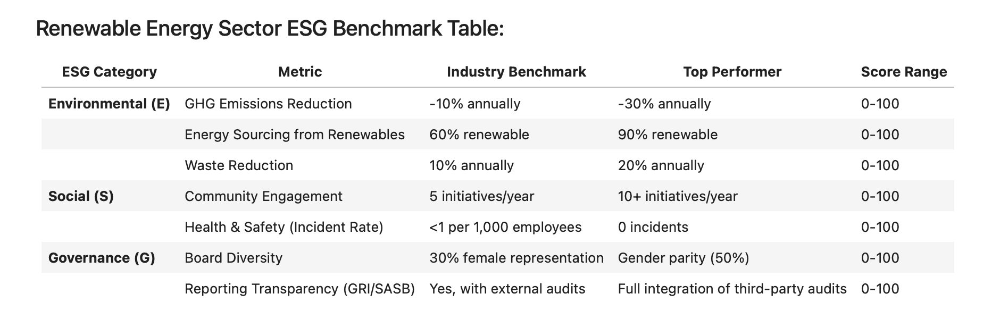 Renewable Energy Sector ESG Benchmark Table:
ESG Category Metric Industry Benchmark Top Performer Score Range
Environmental (E) GHG Emissions Reduction -10% annually -30% annually 0-100
Energy Sourcing from Renewables 60% renewable 90% renewable 0-100
Waste Reduction 10% annually 20% annually 0-100
Social (S) Community Engagement 5 initiatives/year 10+ initiatives/year 0-100
Health & Safety (Incident Rate) <1 per 1,000 employees 0 incidents 0-100
Governance (G) Board Diversity 30% female representation Gender parity (50%) 0-100
Reporting Transparency (GRI/SASB) Yes, with external audits Full integration of third-party audits 0-100